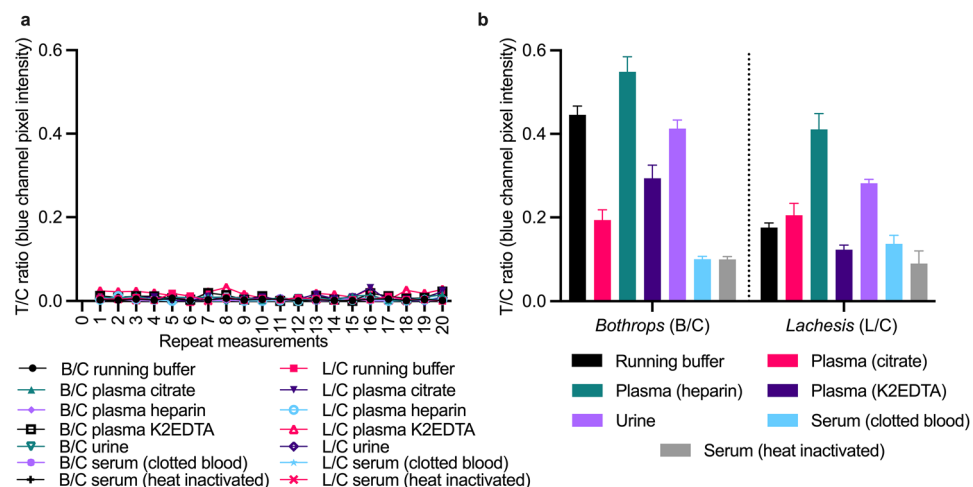 a
T/C ratio (blue channel pixel intensity)
0.6
0.4
0.2
0.0
0 1 2 3 4 5 6 7 8 9 10 11 12 13 14 15 16 17 18 19 20
Repeat measurements
B/C running buffer
B/C plasma citrate
B/C plasma heparin
B/C plasma K2EDTA
B/C urine
B/C serum (clotted blood)
B/C serum (heat inactivated)
L/C running buffer
L/C plasma citrate
L/C plasma heparin
L/C plasma K2EDTA
L/C urine
L/C serum (clotted blood)
L/C serum (heat inactivated)
b
T/C ratio (blue channel pixel intensity)
0.6
0.4
0.2
0.0
Bothrops (B/C)
Lachesis (L/C)
Running buffer
Plasma (citrate)
Plasma (heparin)
Plasma (K2EDTA)
Urine
Serum (clotted blood)
Serum (heat inactivated)